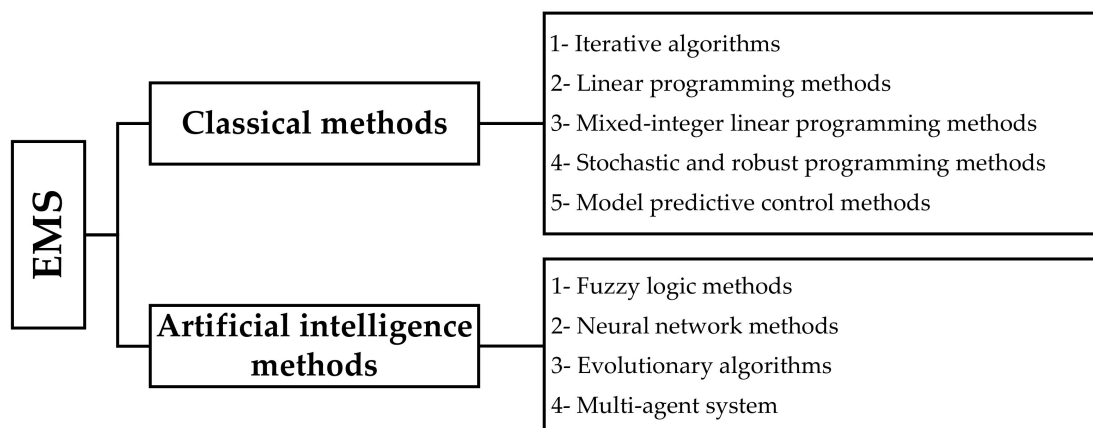 EMS
Classical methods
1- Iterative algorithms
2- Linear programming methods
3- Mixed-integer linear programming methods
4- Stochastic and robust programming methods
5- Model predictive control methods
Artificial intelligence
methods
1- Fuzzy logic methods
2- Neural network methods
3- Evolutionary algorithms
4- Multi-agent system